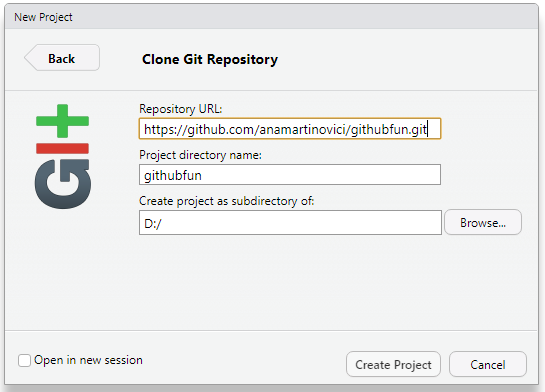 New Project
Back
Clone Git Repository
git
Repository URL:
https://github.com/anamartinovici/githubfun.git
Project directory name:
githubfun
Create project as subdirectory of:
D:/
Browse...
Open in new session
Create Project
Cancel